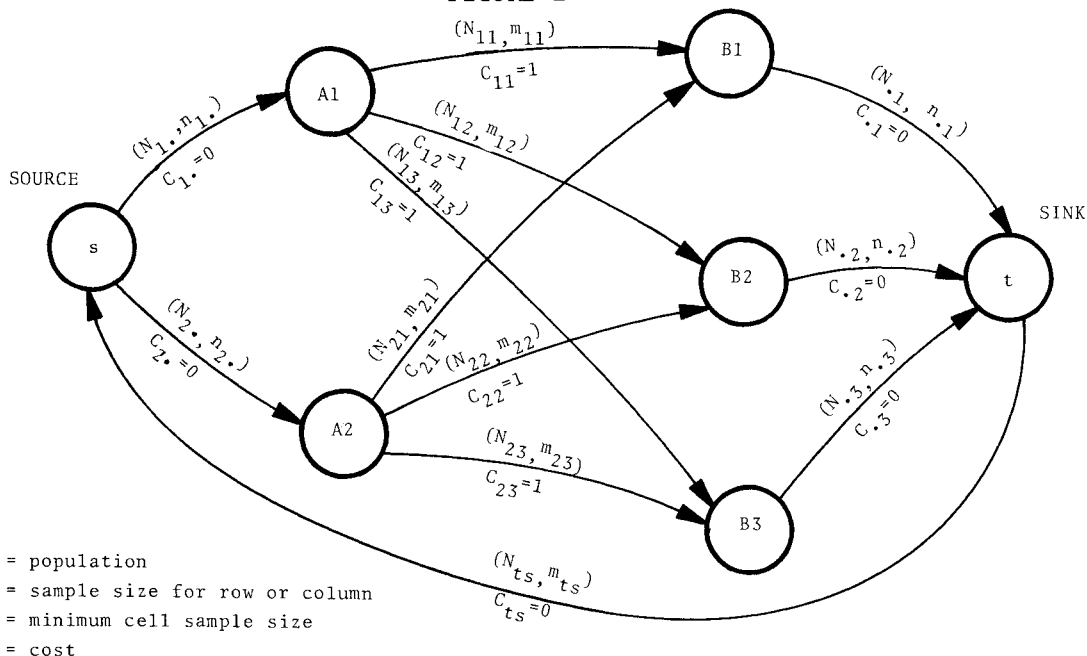 (N11,m11)
C11=1
B1
A1
(N1.,n1.)
C1.=0
(N12,m12)
C12=1
(N13,m13)
C13=1
(N.1, n.1)
C.1=0
SOURCE
SINK
s
B2
(N.2,n.2)
C.2=0
t
(N21,m21)
C21=1
(N2.,n2.)
C2.=0
(N22,m22)
C22=1
(N.3,n.3)
C.3=0
A2
(N23,m23)
C23=1
B3
= population
= sample size for row or column
= minimum cell sample size
= cost
(Nts,mts)
Cts=0